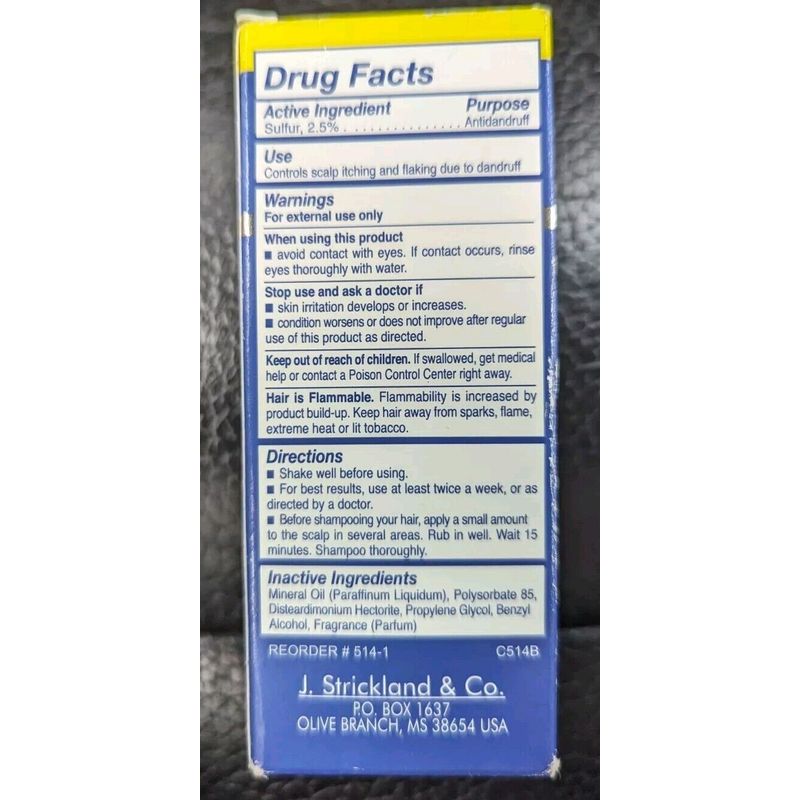 Drug Facts
Active Ingredient Purpose
Sulfur, 2.5% . . . . . . . . . . . . . . . Antidandruff
Use
Controls scalp itching and flaking due to dandruff
Warnings
For external use only
When using this product
■ avoid contact with eyes. If contact occurs, rinse
eyes thoroughly with water.
Stop use and ask a doctor if
■ skin irritation develops or increases.
■ condition worsens or does not improve after regular
use of this product as directed.
Keep out of reach of children. If swallowed, get medical
help or contact a Poison Control Center right away.
Hair is Flammable. Flammability is increased by
product build-up. Keep hair away from sparks, flame,
extreme heat or lit tobacco.
Directions
■ Shake well before using.
■ For best results, use at least twice a week, or as
directed by a doctor.
■ Before shampooing your hair, apply a small amount
to the scalp in several areas. Rub in well. Wait 15
minutes. Shampoo thoroughly.
Inactive Ingredients
Mineral Oil (Paraffinum Liquidum), Polysorbate 85,
Disteardimonium Hectorite, Propylene Glycol, Benzyl
Alcohol, Fragrance (Parfum)
REORDER # 514-1 C514B
J. Strickland & Co.
P.O. BOX 1637
OLIVE BRANCH, MS 38654 USA